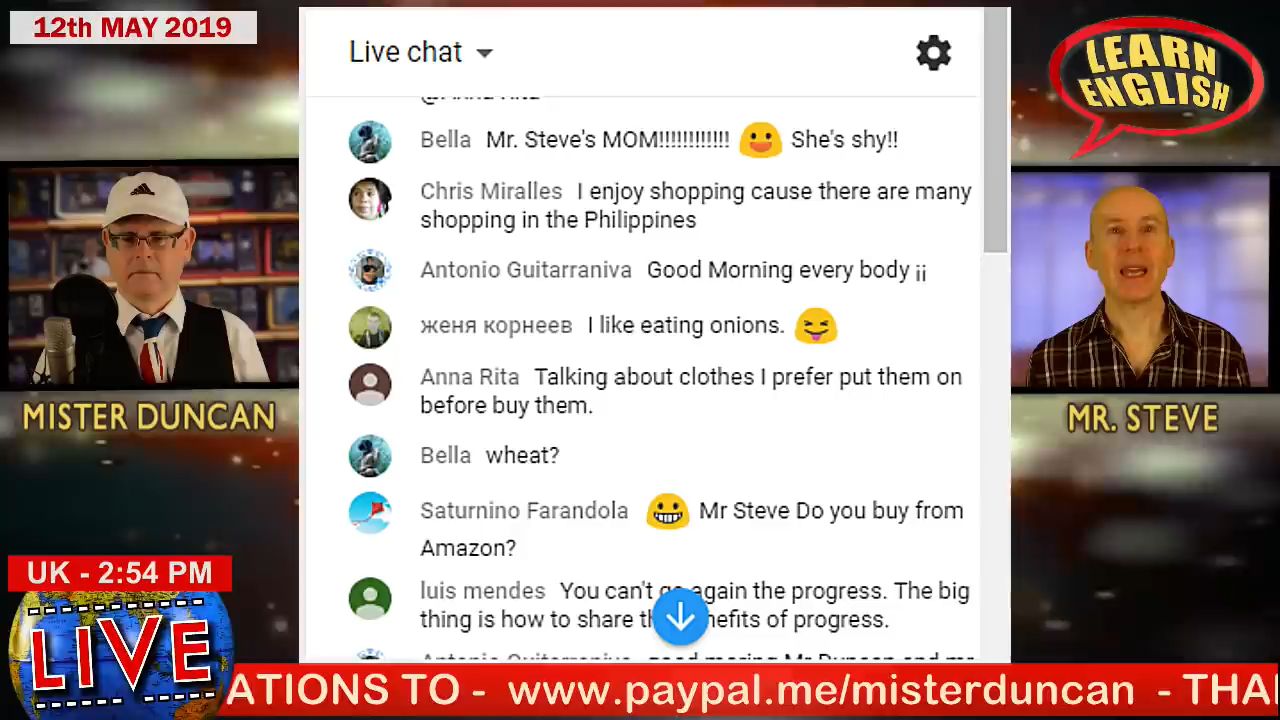 12th MAY 2019
Live chat
LEARN
ENGLISH
Bella Mr. Steve's MOM!!!!!!!!!!!! She's shy!!
Chris Miralles I enjoy shopping cause there are many
shopping in the Philippines
Antonio Guitarraniva Good Morning every body ¡¡
женя корнеев I like eating onions.
Anna Rita Talking about clothes I prefer put them on
before buy them.
MISTER DUNCAN
MR. STEVE
Bella wheat?
Saturnino Farandola Mr Steve Do you buy from
Amazon?
UK - 2:54 PM
luis mendes You can't go again the progress. The big
thing is how to share the benefits of progress.
LIVE
ATIONS TO - www.paypal.me/misterduncan - THA